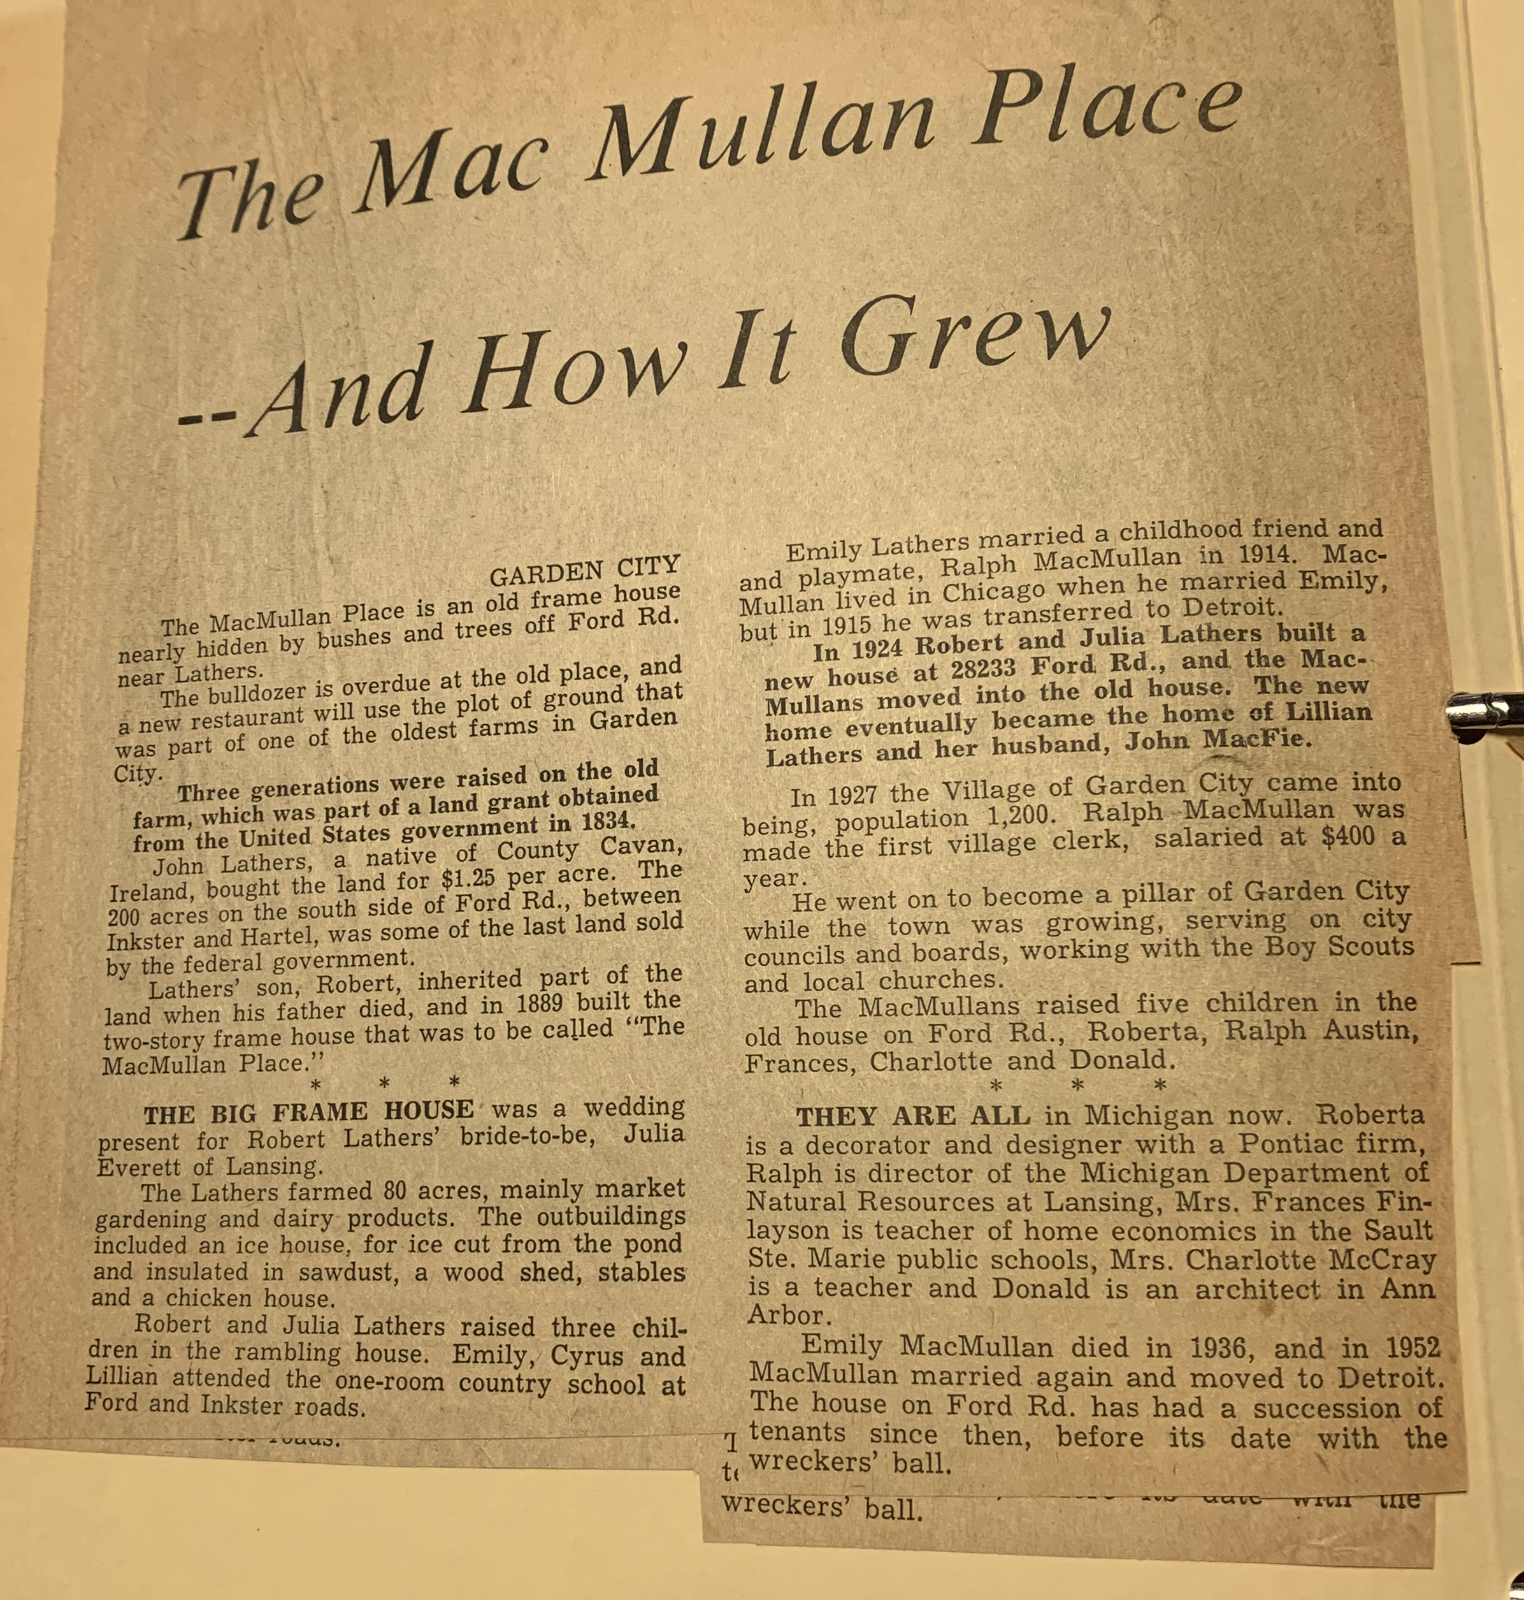 The Mac Mullan Place
--And How It Grew
GARDEN CITY
The MacMullan Place is an old frame house
nearly hidden by bushes and trees off Ford Rd.
near Lathers.
The bulldozer is overdue at the old place, and
a new restaurant will use the plot of ground that
was part of one of the oldest farms in Garden
City.
Three generations were raised on the old
farm, which was part of a land grant obtained
from the United States government in 1834.
John Lathers, a native of County Cavan,
Ireland, bought the land for $1.25 per acre. The
200 acres on the south side of Ford Rd., between
Inkster and Hartel, was some of the last land sold
by the federal government.
Lathers' son, Robert, inherited part of the
land when his father died, and in 1889 built the
two-story frame house that was to be called "The
MacMullan Place."
* * *
THE BIG FRAME HOUSE was a wedding
present for Robert Lathers' bride-to-be, Julia
Everett of Lansing.
The Lathers farmed 80 acres, mainly market
gardening and dairy products. The outbuildings
included an ice house, for ice cut from the pond
and insulated in sawdust, a wood shed, stables
and a chicken house.
Robert and Julia Lathers raised three chil-
dren in the rambling house. Emily, Cyrus and
Lillian attended the one-room country school at
Ford and Inkster roads.
roads.
Emily Lathers married a childhood friend and
and playmate, Ralph MacMullan in 1914. Mac-
Mullan lived in Chicago when he married Emily,
but in 1915 he was transferred to Detroit.
In 1924 Robert and Julia Lathers built a
new house at 28233 Ford Rd., and the Mac-
Mullans moved into the old house. The new
home eventually became the home of Lillian
Lathers and her husband, John MacFie.
In 1927 the Village of Garden City came into
being, population 1,200. Ralph MacMullan was
made the first village clerk, salaried at $400 a
year.
He went on to become a pillar of Garden City
while the town was growing, serving on city
councils and boards, working with the Boy Scouts
and local churches.
The MacMullans raised five children in the
old house on Ford Rd., Roberta, Ralph Austin,
Frances, Charlotte and Donald.
* * *
THEY ARE ALL in Michigan now. Roberta
is a decorator and designer with a Pontiac firm,
Ralph is director of the Michigan Department of
Natural Resources at Lansing, Mrs. Frances Fin-
layson is teacher of home economics in the Sault
Ste. Marie public schools, Mrs. Charlotte McCray
is a teacher and Donald is an architect in Ann
Arbor.
Emily MacMullan died in 1936, and in 1952
MacMullan married again and moved to Detroit.
The house on Ford Rd. has had a succession of
tenants since then, before its date with the
wreckers' ball.
its date with the
wreckers' ball.